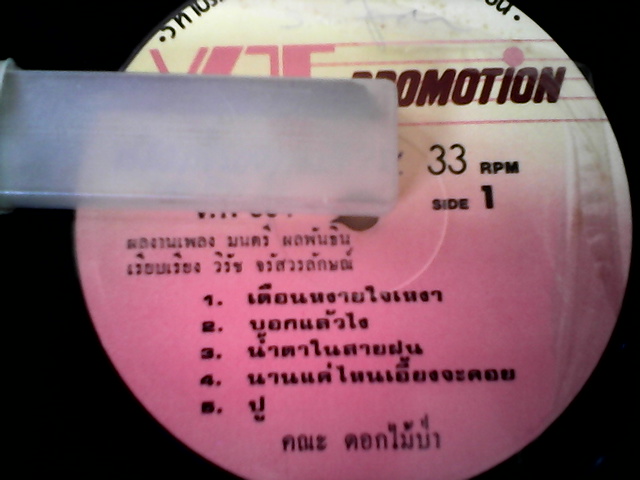 PROMOTION
33 RPM
SIDE 1
ผลงานเพลง มนตรี ผลพันธิน
เรียบเรียง วิรัช จรัสวรลักษณ์
1. เดือนหงายใจเหงา
2. บอกแล้วไง
3. น้ำตาในสายฝน
4. นานแค่ไหนเอี้ยงจะคอย
5. ปู
คณะ ดอกไม้ป่า